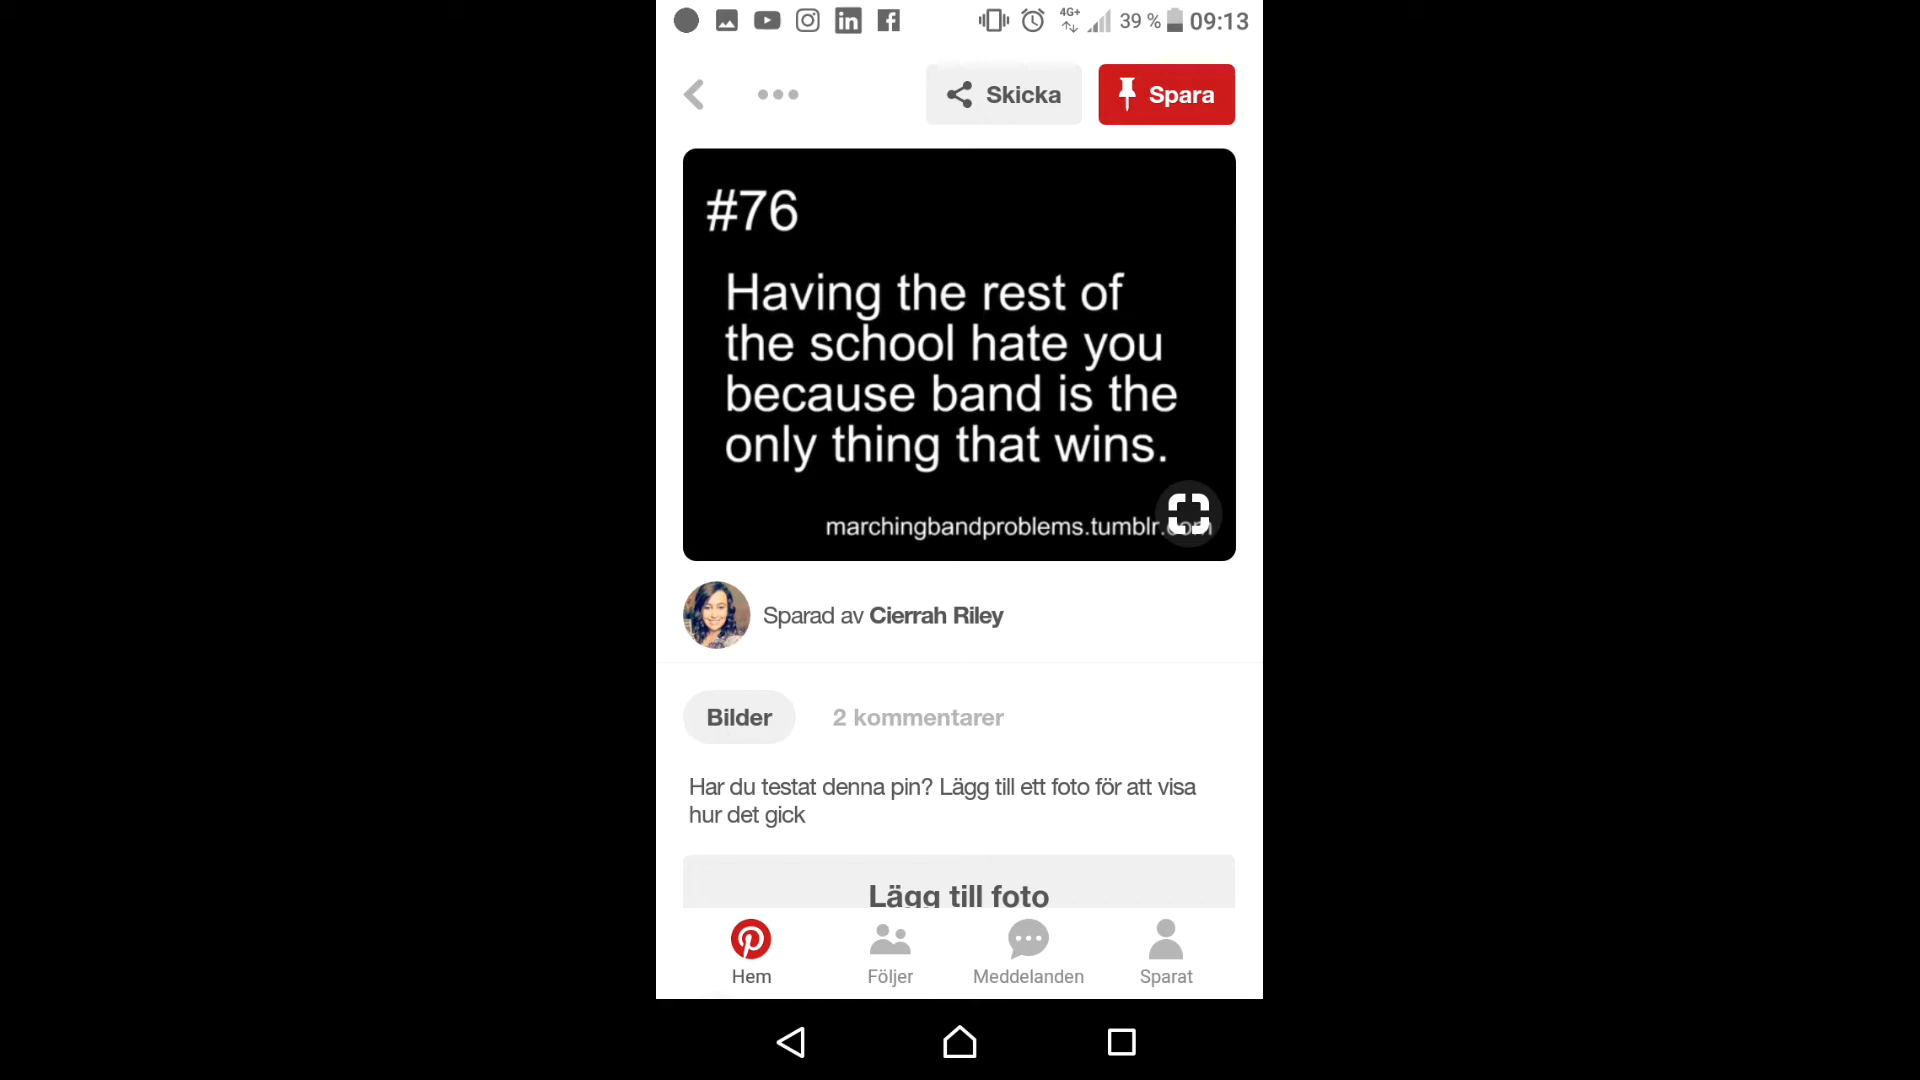 4G+ 39 % 09:13
Skicka
Spara
#76
Having the rest of
the school hate you
because band is the
only thing that wins.
marchingbandproblems.tumblr.com
Sparad av Cierrah Riley
Bilder 2 kommentarer
Har du testat denna pin? Lägg till ett foto för att visa
hur det gick
Lägg till foto
Hem Följer Meddelanden Sparat